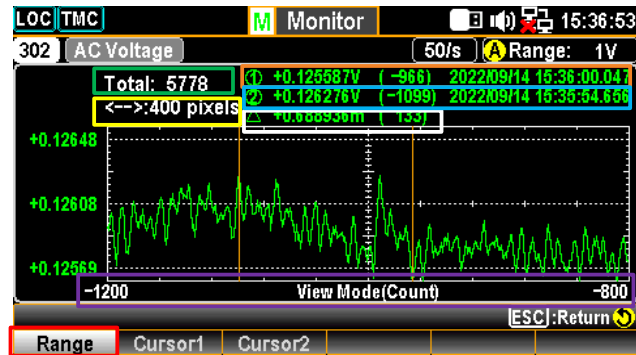 LOC TMC M Monitor 15:36:53
302 AC Voltage 50/s A Range: 1V
Total: 5778 ① +0.125587V ( -966) 2022/09/14 15:36:00.047
<-->:400 pixels ② +0.126276V ( -1099) 2022/09/14 15:35:54.656
△ +0.688936m ( 133)
+0.12648
+0.12608
+0.12569
-1200 View Mode(Count) -800
[ESC]:Return
Range Cursor1 Cursor2